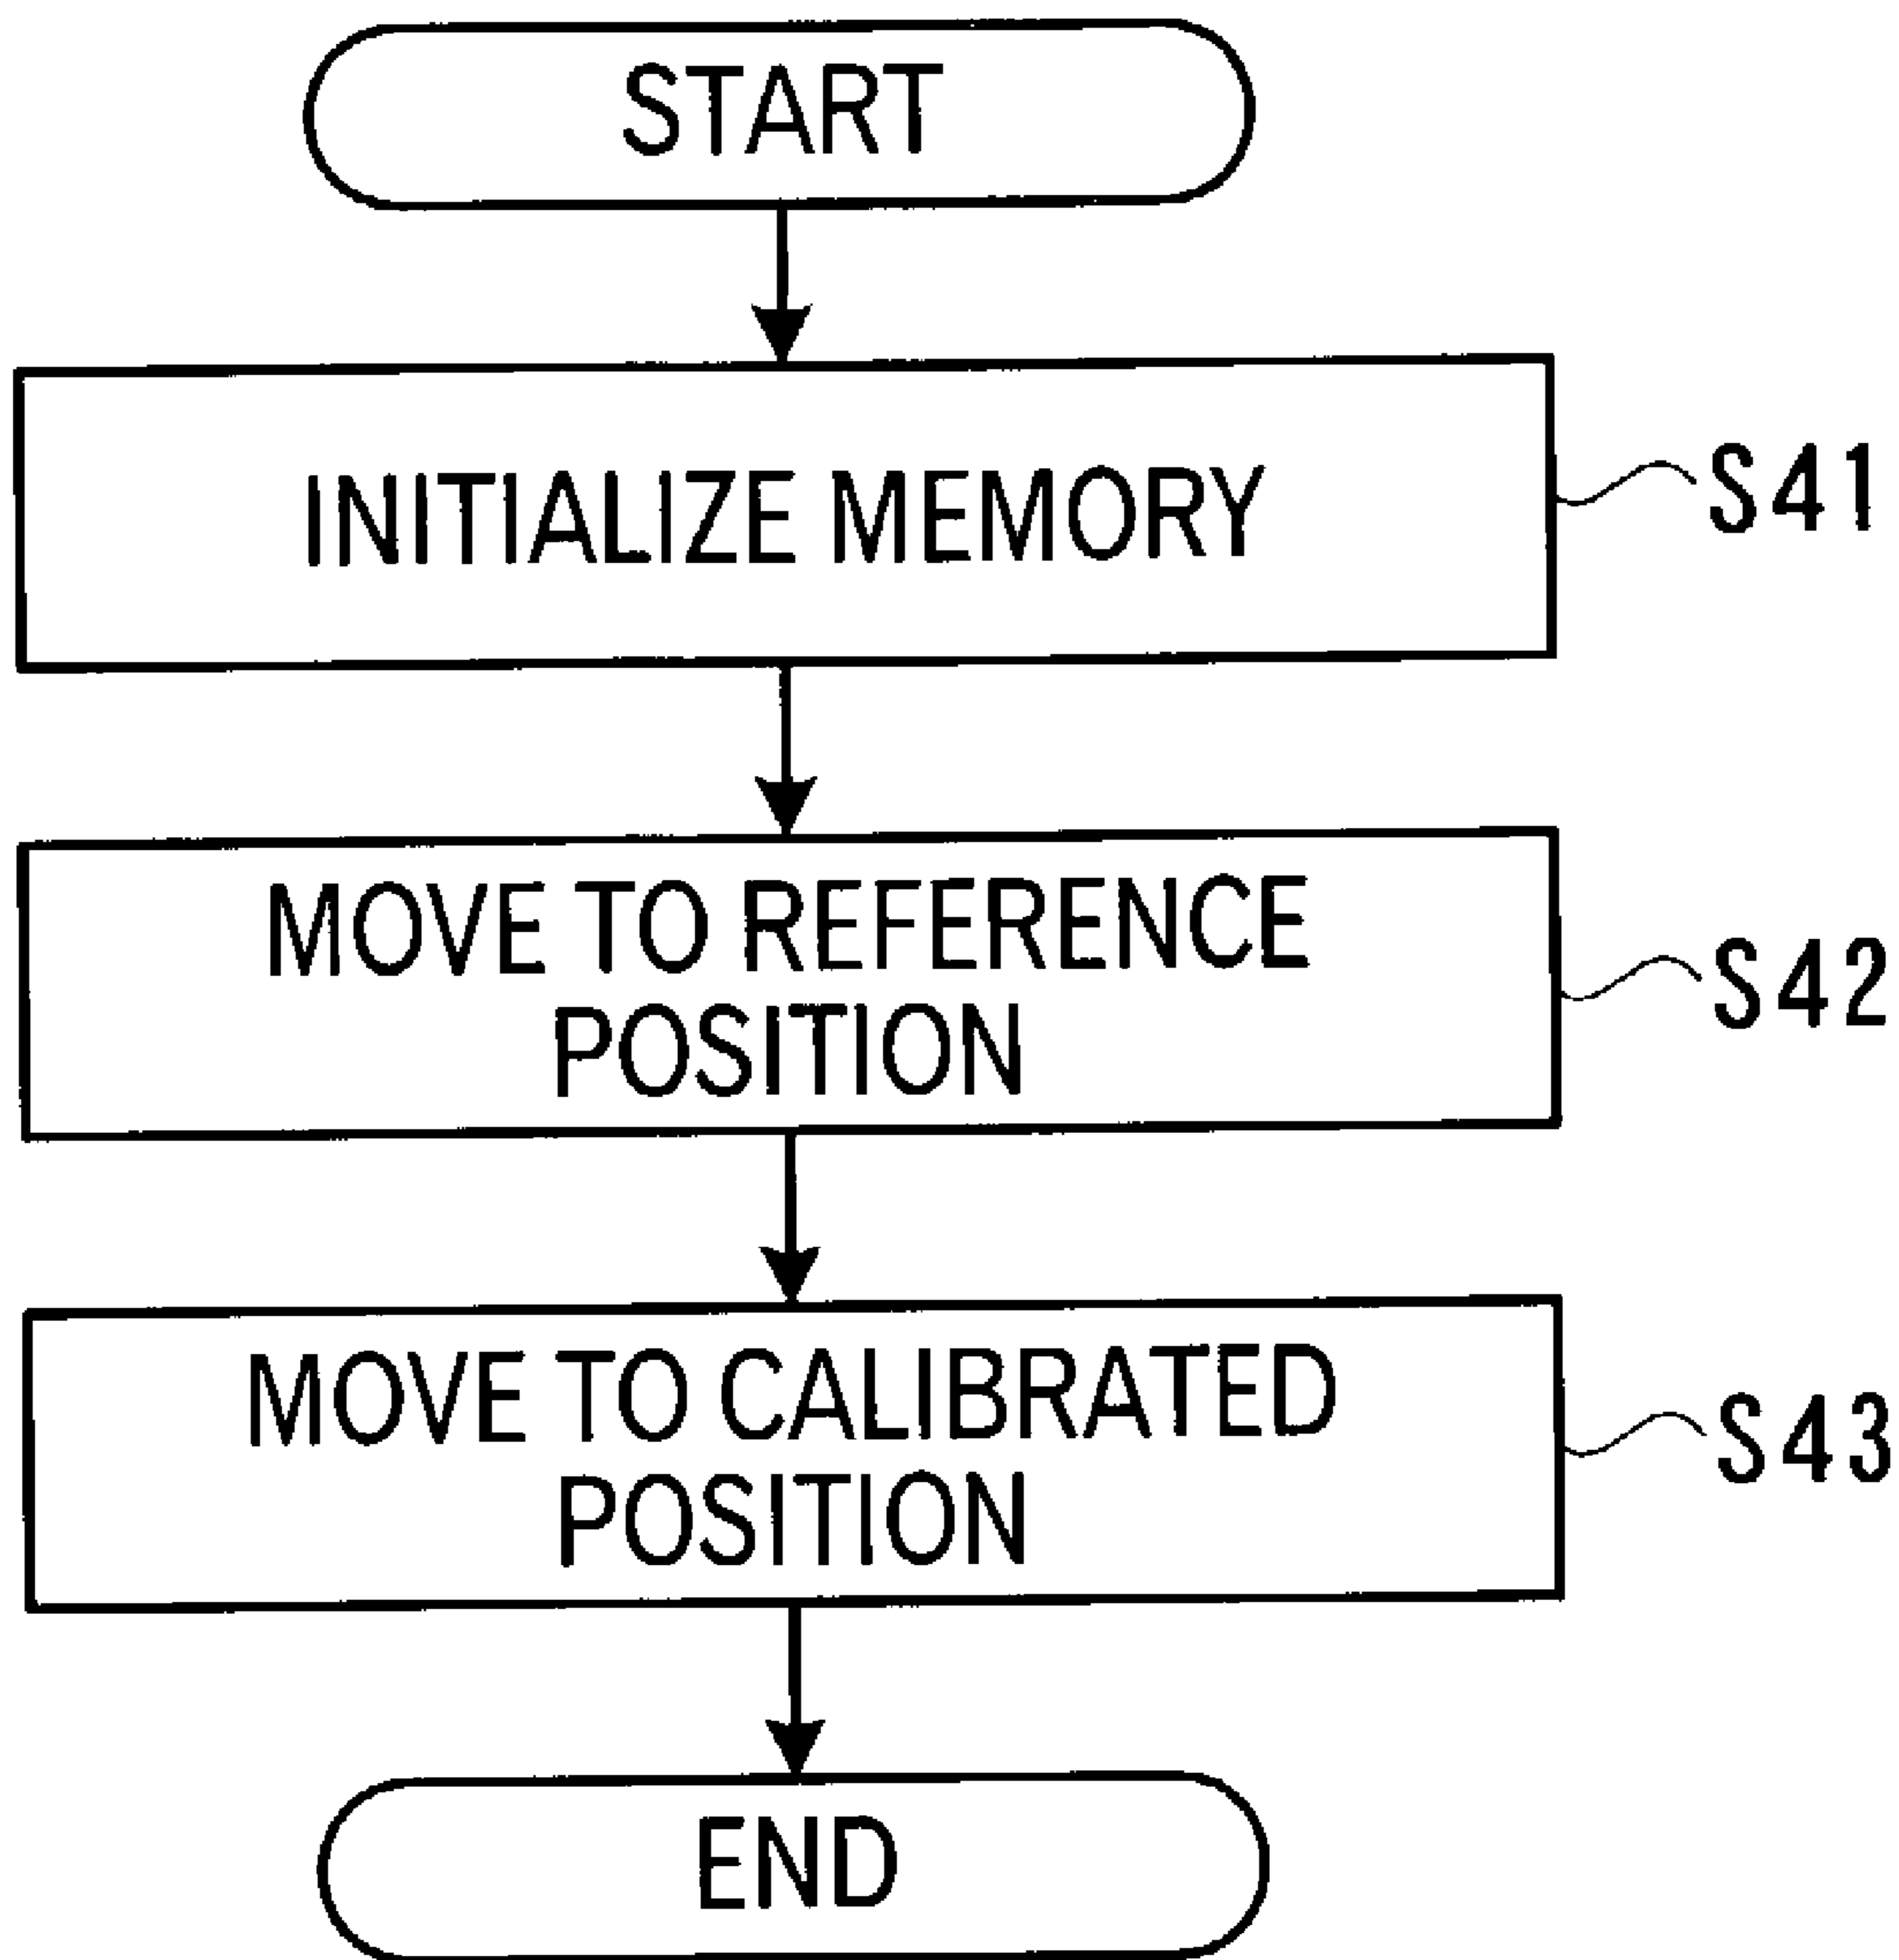 START
INITIALIZE MEMORY
S41
MOVE TO REFERENCE
POSITION
S42
MOVE TO CALIBRATED
POSITION
S43
END